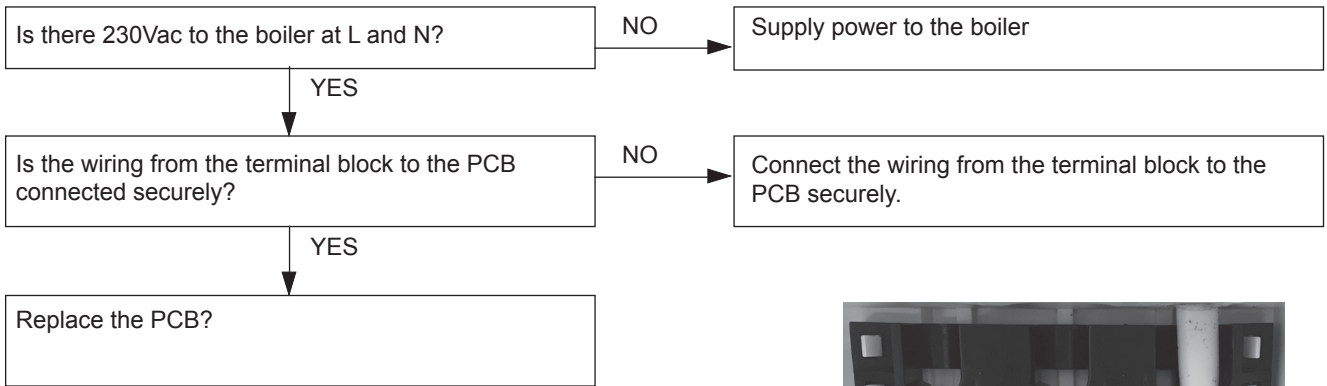 Is there 230Vac to the boiler at L and N?
NO
Supply power to the boiler
YES
Is the wiring from the terminal block to the PCB
connected securely?
NO
Connect the wiring from the terminal block to the
PCB securely.
YES
Replace the PCB?